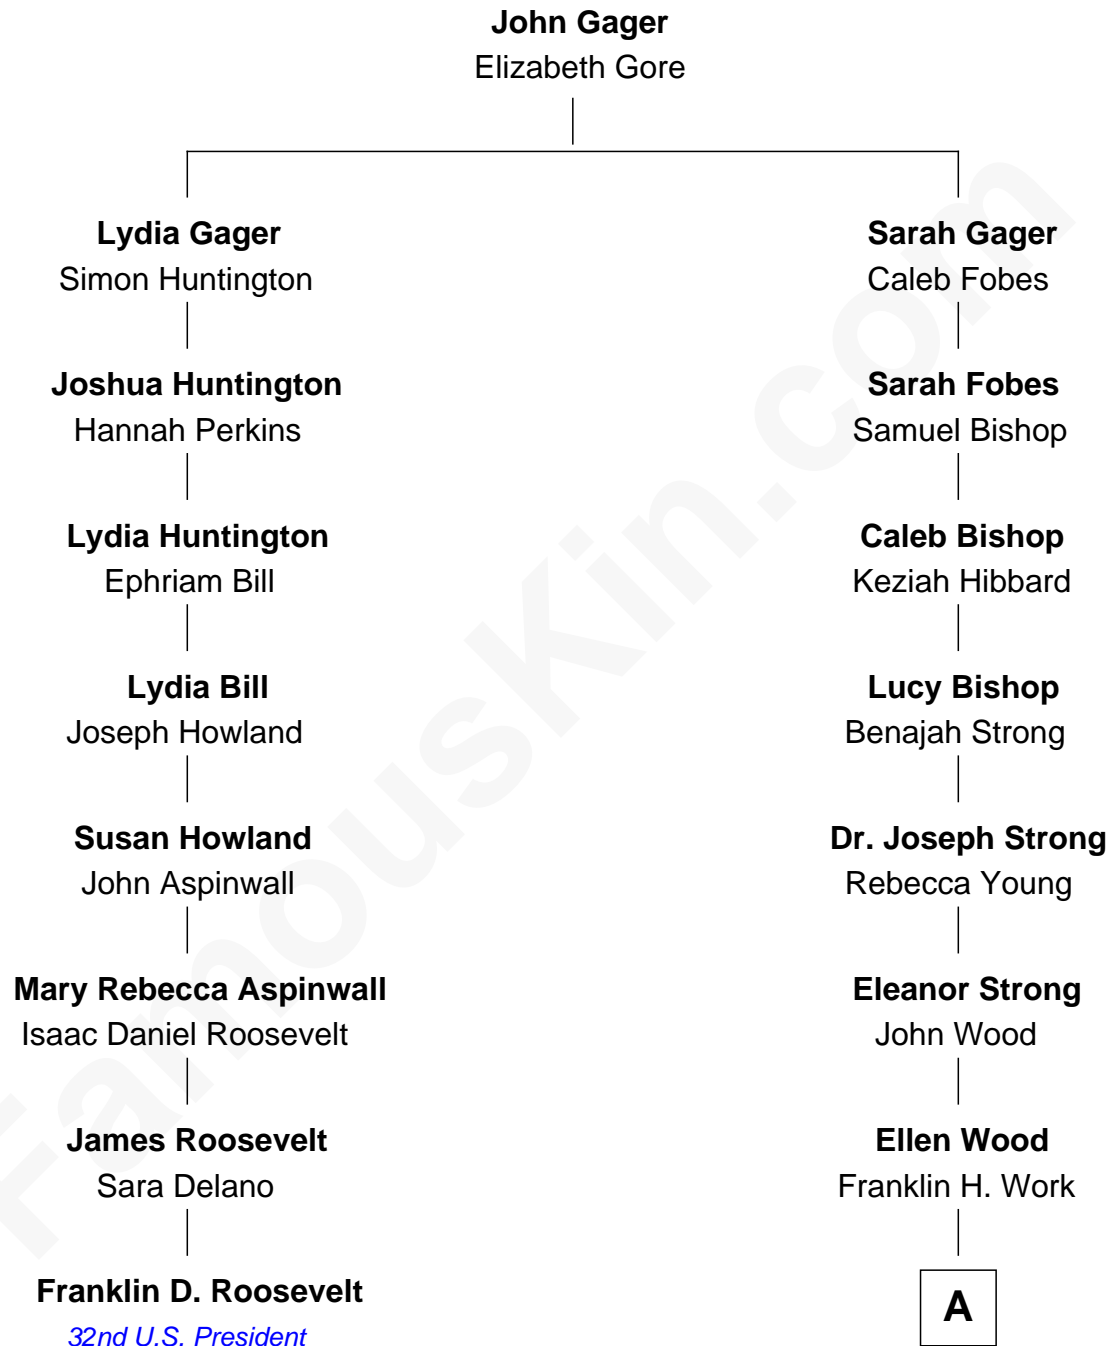 John Gager
Elizabeth Gore
Lydia Gager
Simon Huntington
Sarah Gager
Caleb Fobes
Joshua Huntington
Hannah Perkins
Sarah Fobes
Samuel Bishop
Lydia Huntington
Ephriam Bill
Caleb Bishop
Keziah Hibbard
Lydia Bill
Joseph Howland
Lucy Bishop
Benajah Strong
Susan Howland
John Aspinwall
Dr. Joseph Strong
Rebecca Young
Mary Rebecca Aspinwall
Isaac Daniel Roosevelt
Eleanor Strong
John Wood
James Roosevelt
Sara Delano
Ellen Wood
Franklin H. Work
Franklin D. Roosevelt
32nd U.S. President
A
FamousKin.com